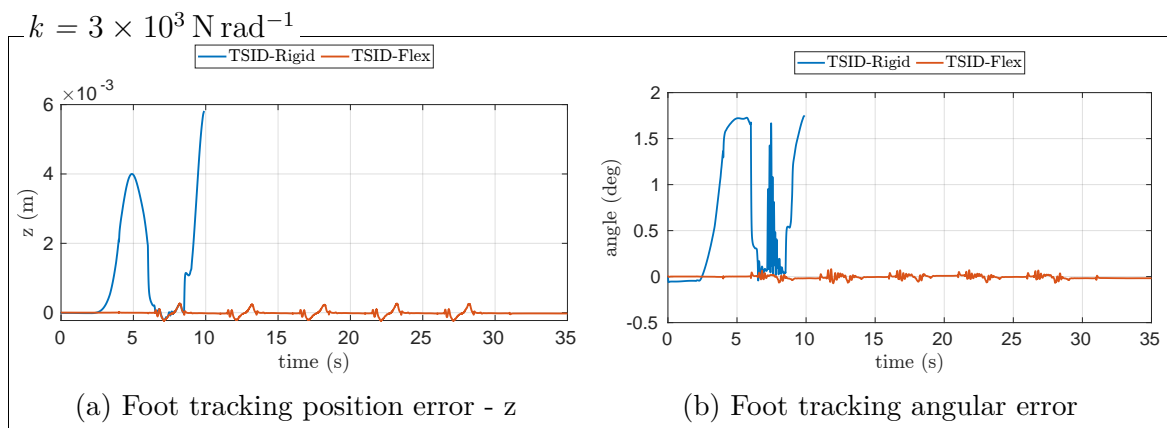 k = 3 × 10³ N rad⁻¹
TSID-Rigid TSID-Flex
× 10⁻³
6
4
2
0
z (m)
0 5 10 15 20 25 30 35
time (s)
(a) Foot tracking position error - z
TSID-Rigid TSID-Flex
2
1.5
1
0.5
0
-0.5
angle (deg)
0 5 10 15 20 25 30 35
time (s)
(b) Foot tracking angular error